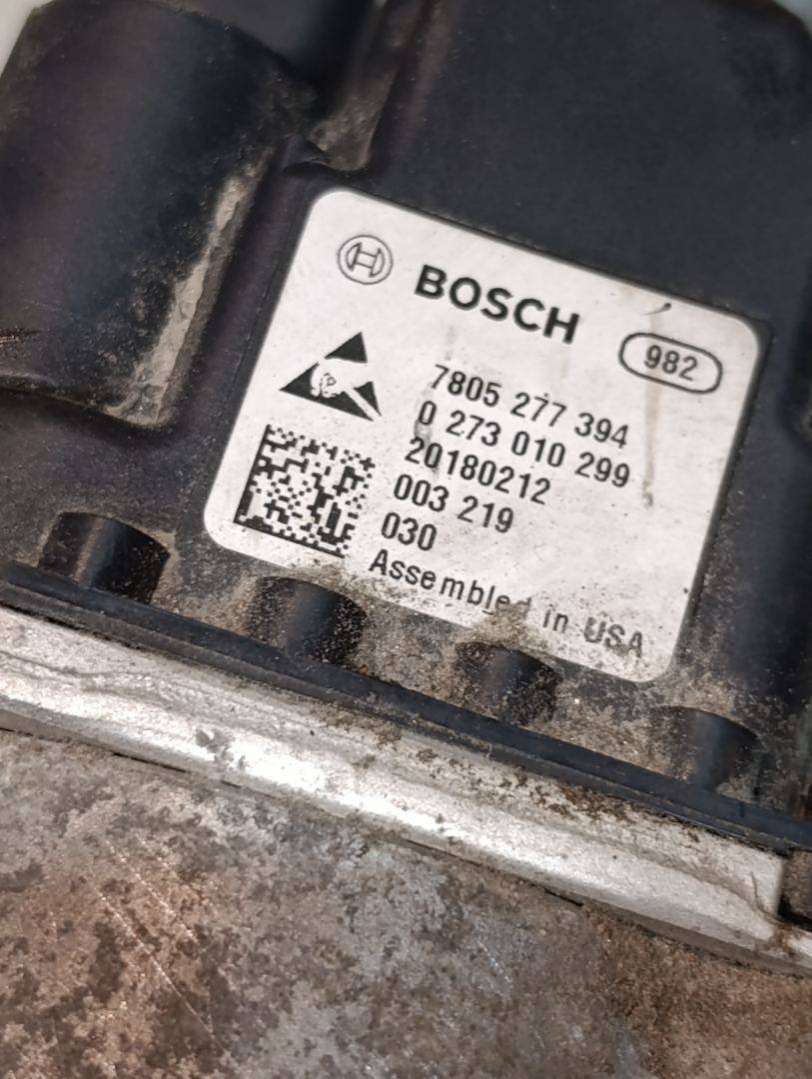 BOSCH
982
7805 277 394
0 273 010 299
20180212
003 219
030
Assembled in USA